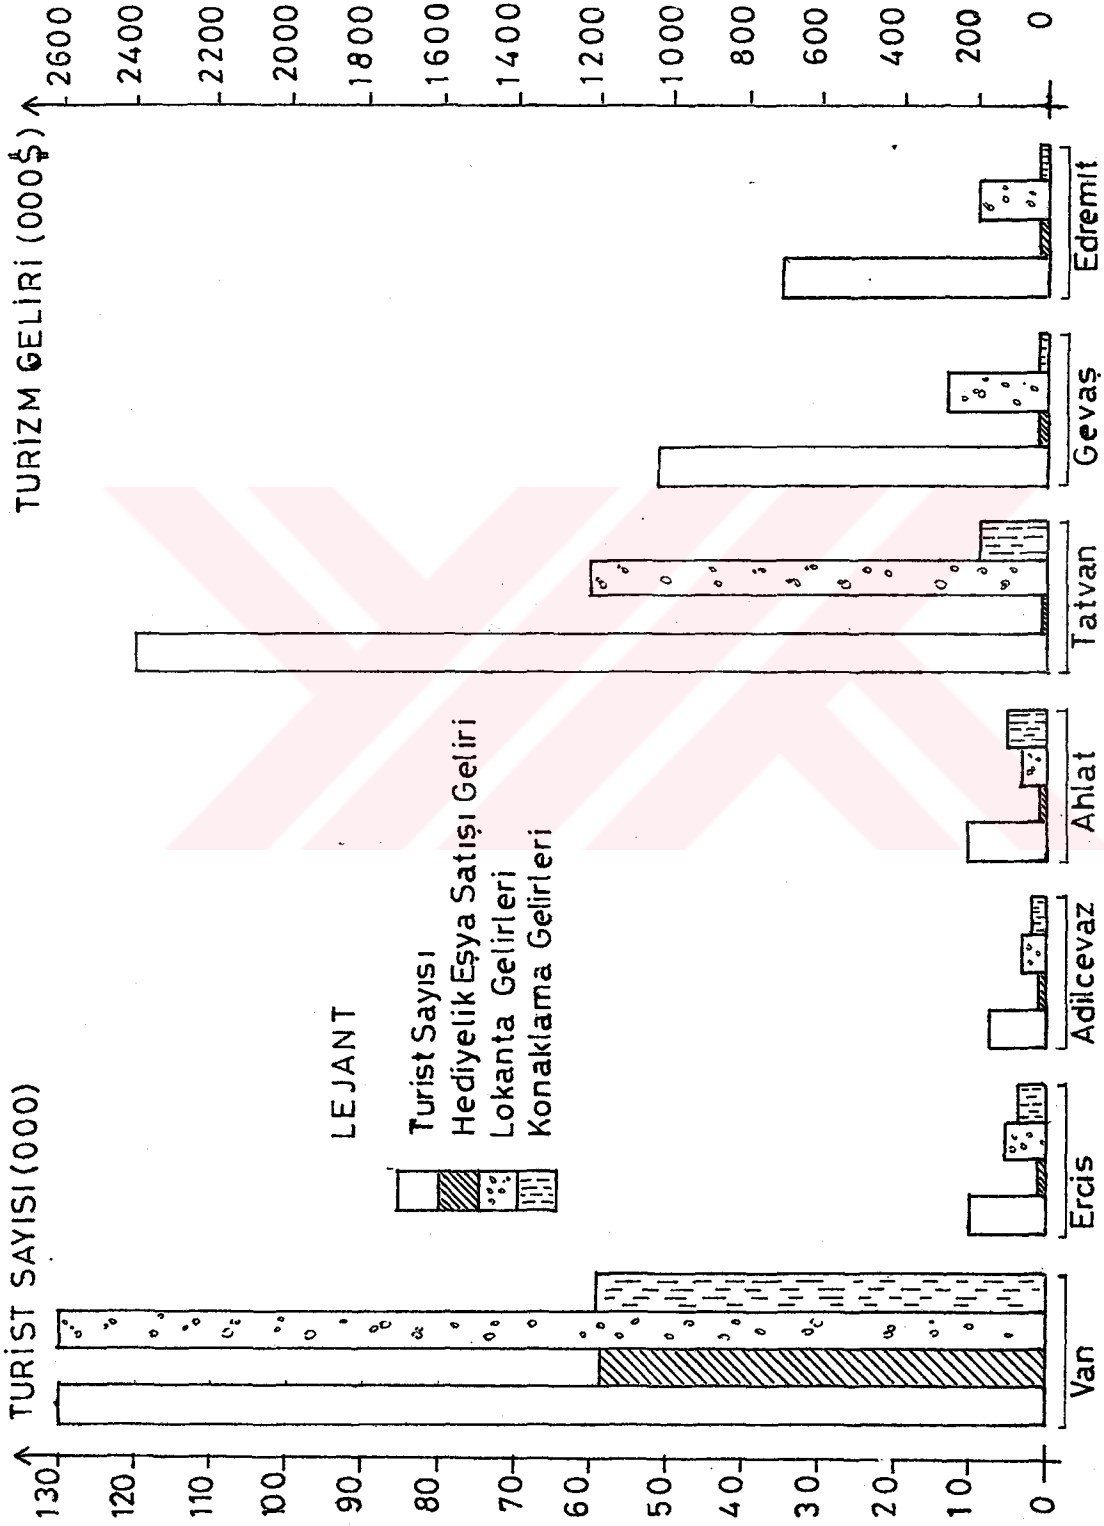 TURİST SAYISI (000)
TURİZM GELİRİ (000$)
130
120
110
100
90
80
70
60
50
40
30
20
10
0
2600
2400
2200
2000
1800
1600
1400
1200
1000
800
600
400
200
0
LEJANT
Turist Sayısı
Hediyelik Eşya Satışı Geliri
Lokanta Gelirleri
Konaklama Gelirleri
Van
Ercis
Adilcevaz
Ahlat
Tatvan
Gevaş
Edremit